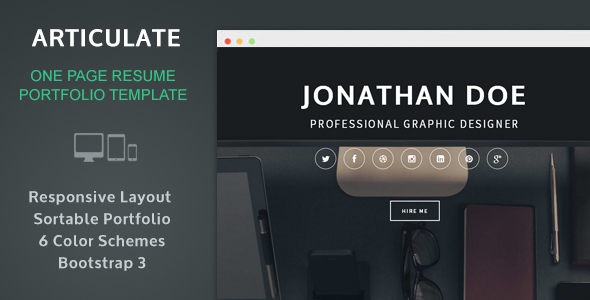 ARTICULATE
ONE PAGE RESUME
PORTFOLIO TEMPLATE
Responsive Layout
Sortable Portfolio
6 Color Schemes
Bootstrap 3
JONATHAN DOE
PROFESSIONAL GRAPHIC DESIGNER
HIRE ME